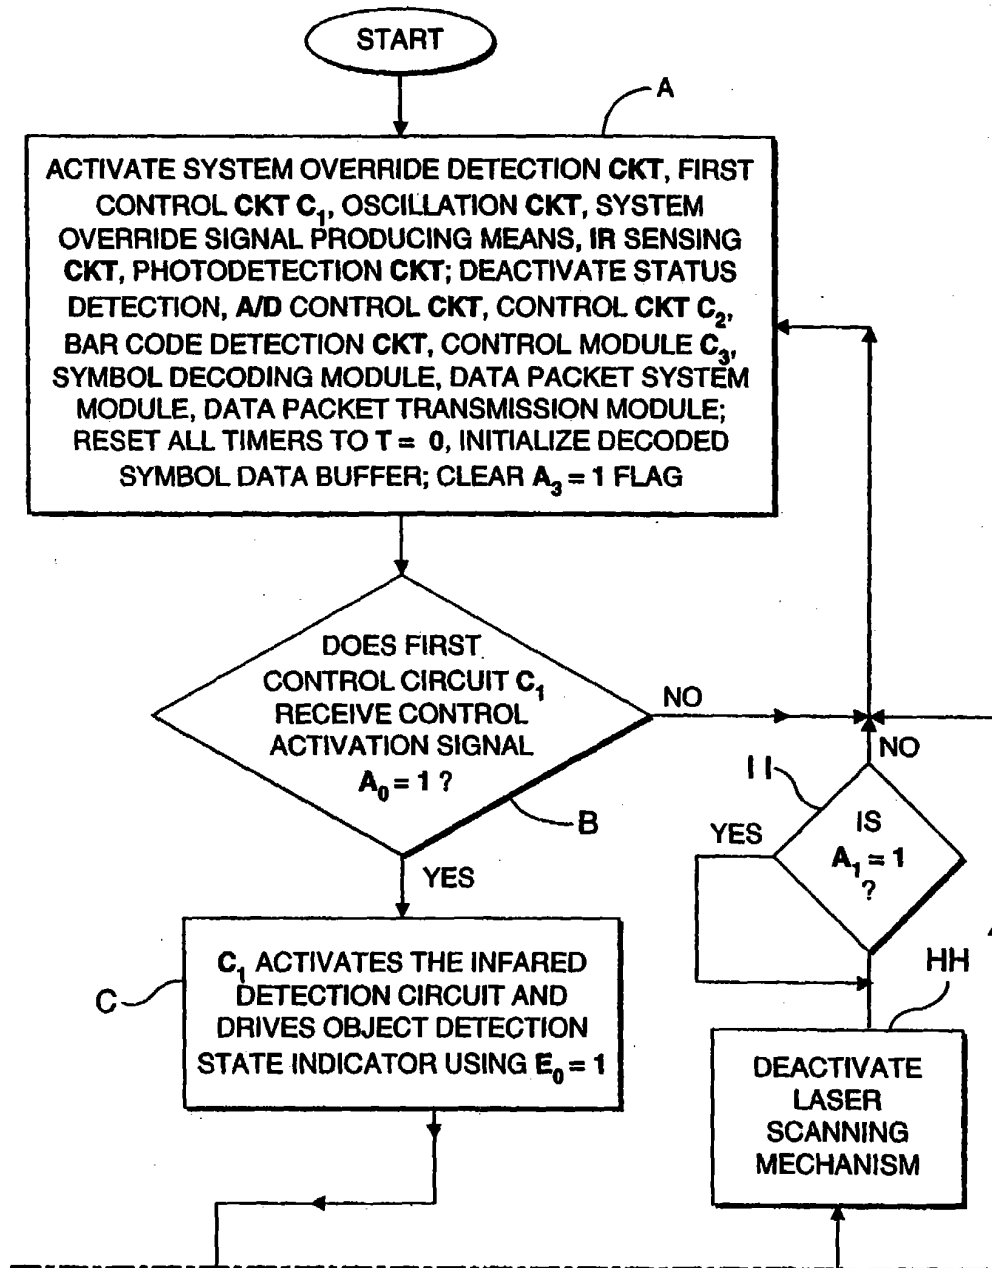 START
A
ACTIVATE SYSTEM OVERRIDE DETECTION CKT, FIRST
CONTROL CKT C₁, OSCILLATION CKT, SYSTEM
OVERRIDE SIGNAL PRODUCING MEANS, IR SENSING
CKT, PHOTODETECTION CKT; DEACTIVATE STATUS
DETECTION, A/D CONTROL CKT, CONTROL CKT C₂,
BAR CODE DETECTION CKT, CONTROL MODULE C₃,
SYMBOL DECODING MODULE, DATA PACKET SYSTEM
MODULE, DATA PACKET TRANSMISSION MODULE;
RESET ALL TIMERS TO T = 0, INITIALIZE DECODED
SYMBOL DATA BUFFER; CLEAR A₃ = 1 FLAG
DOES FIRST
CONTROL CIRCUIT C₁
RECEIVE CONTROL
ACTIVATION SIGNAL
A₀ = 1 ?
NO
B
YES
NO
II
YES
IS
A₁ = 1
?
C
C₁ ACTIVATES THE INFARED
DETECTION CIRCUIT AND
DRIVES OBJECT DETECTION
STATE INDICATOR USING E₀ = 1
HH
DEACTIVATE
LASER
SCANNING
MECHANISM